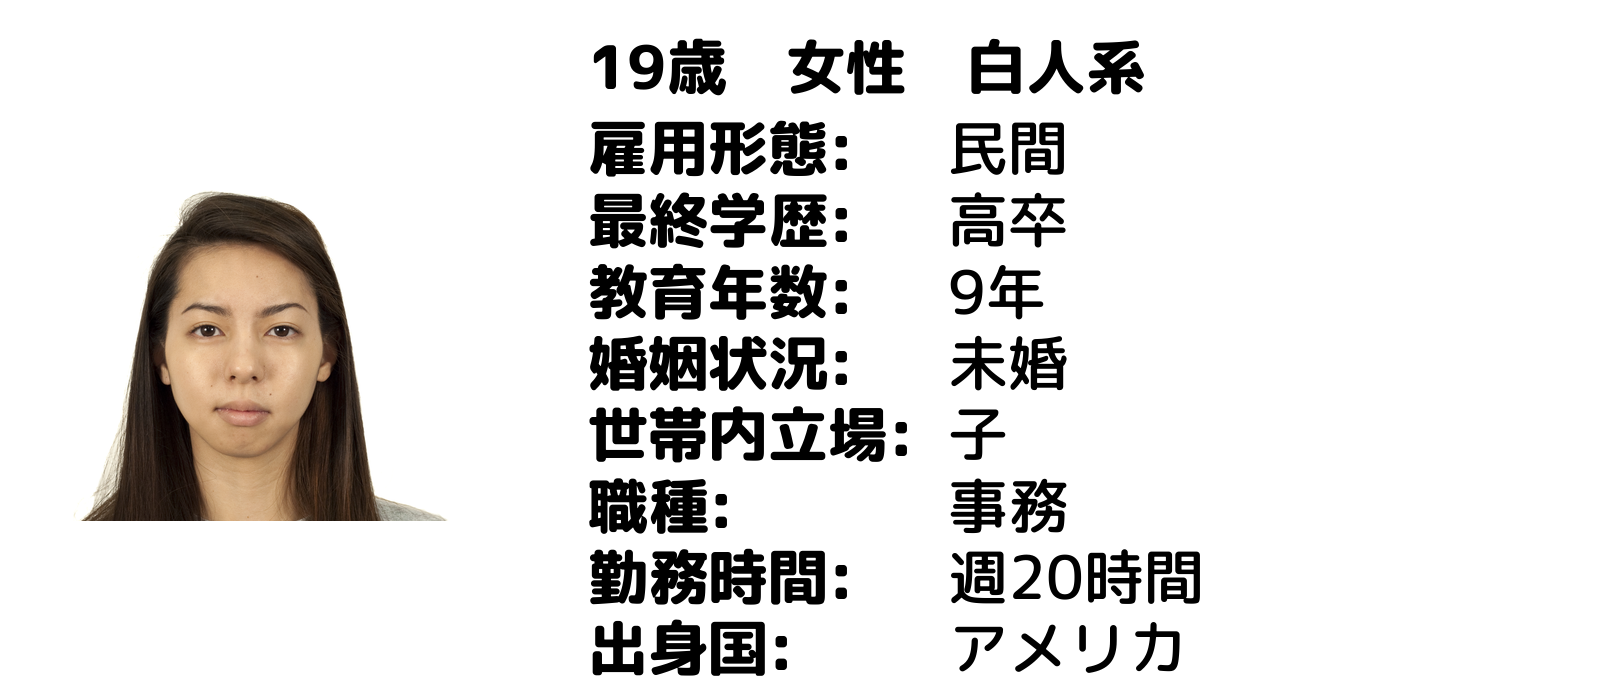 19歳　女性　白人系
雇用形態: 民間
最終学歴: 高卒
教育年数: 9年
婚姻状況: 未婚
世帯内立場: 子
職種: 事務
勤務時間: 週20時間
出身国: アメリカ